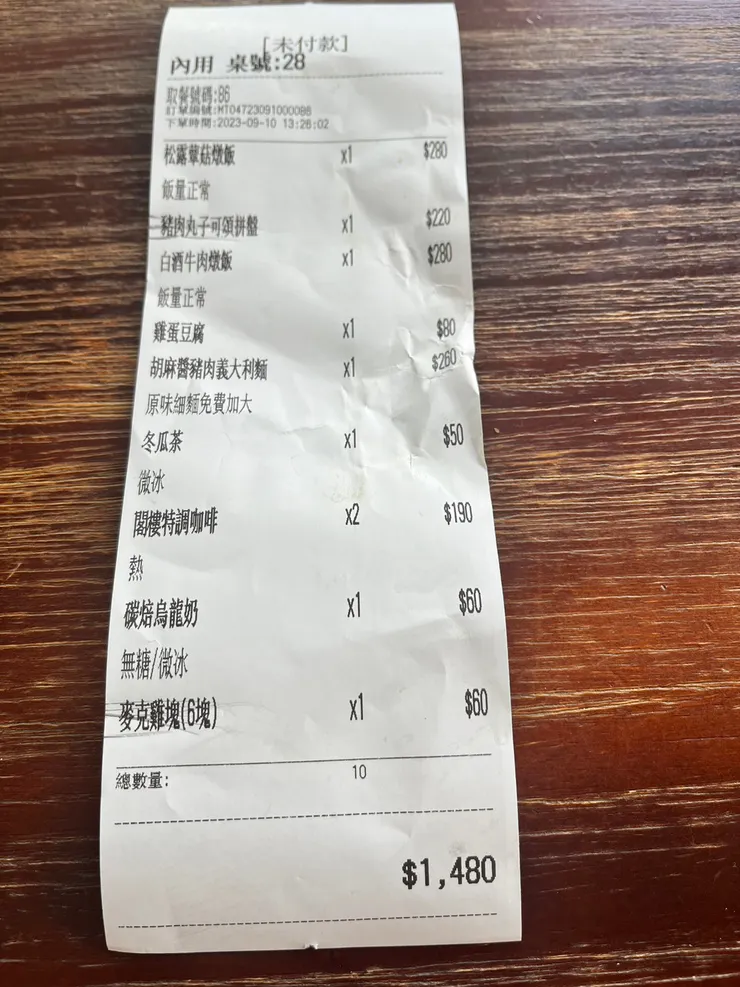 [未付款]
內用 桌號:28
取餐號碼:B6
訂單編號:MT04723091000086
下單時間:2023-09-10 13:26:02
松露蕈菇燉飯 x1 $280
飯量正常
豬肉丸子可頌拼盤 x1 $220
白酒牛肉燉飯 x1 $280
飯量正常
雞蛋豆腐 x1 $80
胡麻醬豬肉義大利麵 x1 $260
原味細麵免費加大
冬瓜茶 x1 $50
微冰
閣樓特調咖啡 x2 $190
熱
碳焙烏龍奶 x1 $60
無糖/微冰
麥克雞塊(6塊) x1 $60
總數量: 10
$1,480